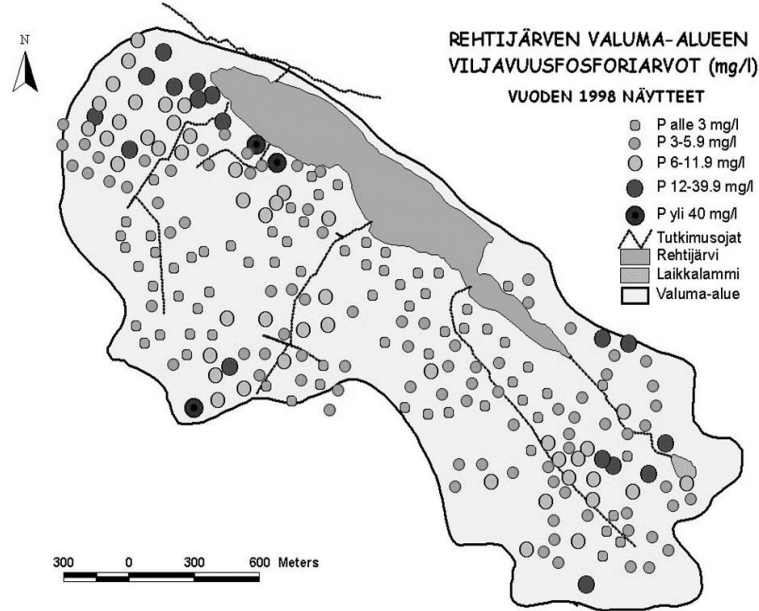 REHTIJÄRVEN VALUMA-ALUEEN
VILJAVUUSFOSFORIARVOT (mg/l)
VUODEN 1998 NÄYTTEET
N
P alle 3 mg/l
P 3-5.9 mg/l
P 6-11.9 mg/l
P 12-39.9 mg/l
P yli 40 mg/l
Tutkimusojat
Rehtijärvi
Laikkalammi
Valuma-alue
300 0 300 600 Meters